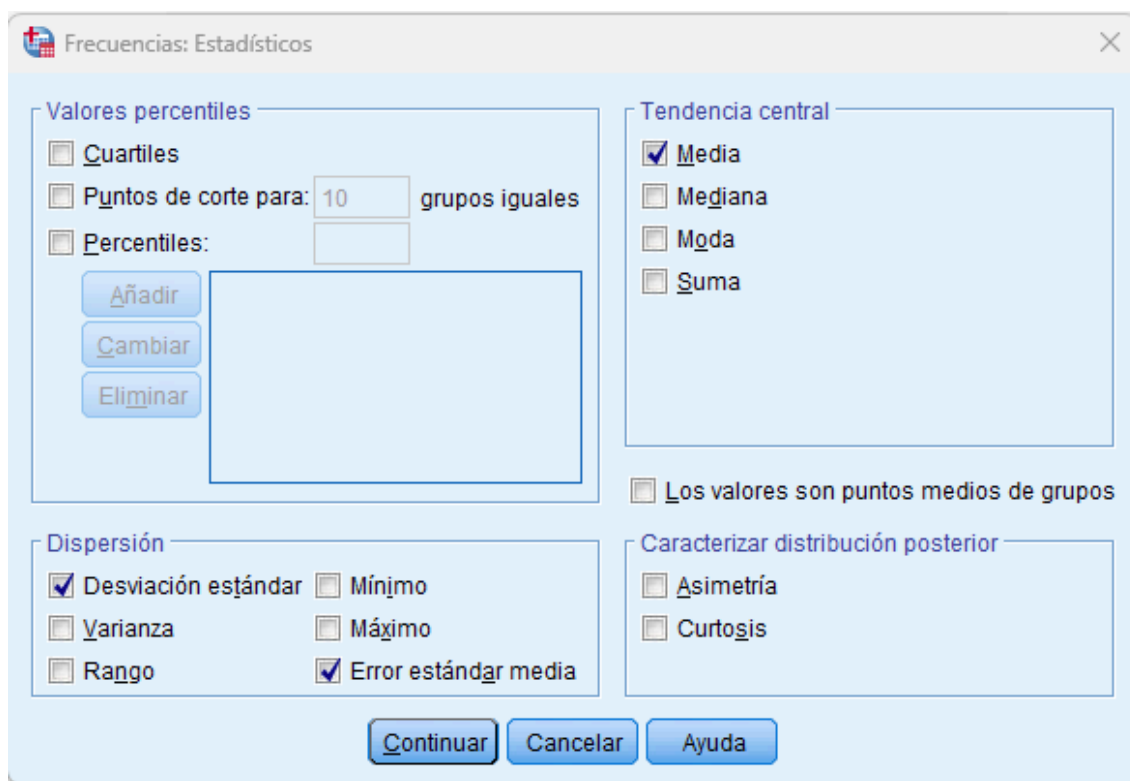 Frecuencias: Estadísticos
Valores percentiles
Cuartiles
Puntos de corte para: 10 grupos iguales
Percentiles:
Añadir
Cambiar
Eliminar
Tendencia central
Media
Mediana
Moda
Suma
Los valores son puntos medios de grupos
Dispersión
Desviación estándar Mínimo
Varianza Máximo
Rango Error estándar media
Caracterizar distribución posterior
Asimetría
Curtosis
Continuar Cancelar Ayuda